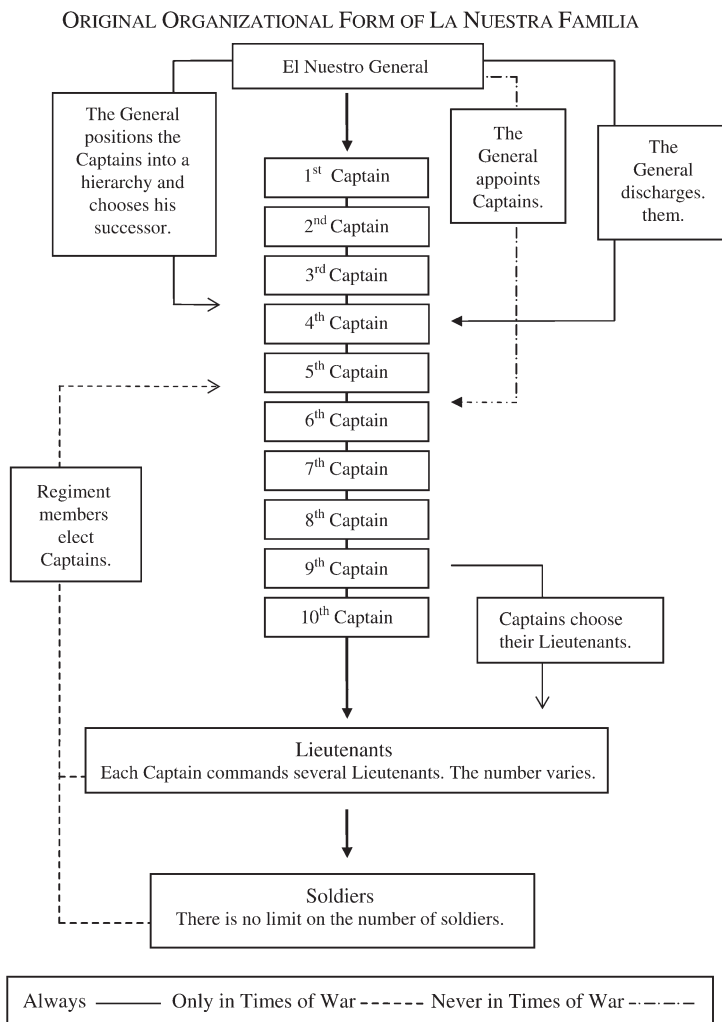 ORIGINAL ORGANIZATIONAL FORM OF LA NUESTRA FAMILIA
El Nuestro General
The General
positions the
Captains into a
hierarchy and
chooses his
successor.
The
General
appoints
Captains.
The
General
discharges.
them.
1st Captain
2nd Captain
3rd Captain
4th Captain
5th Captain
6th Captain
7th Captain
8th Captain
9th Captain
10th Captain
Regiment
members
elect
Captains.
Captains choose
their Lieutenants.
Lieutenants
Each Captain commands several Lieutenants. The number varies.
Soldiers
There is no limit on the number of soldiers.
Always Only in Times of War Never in Times of War